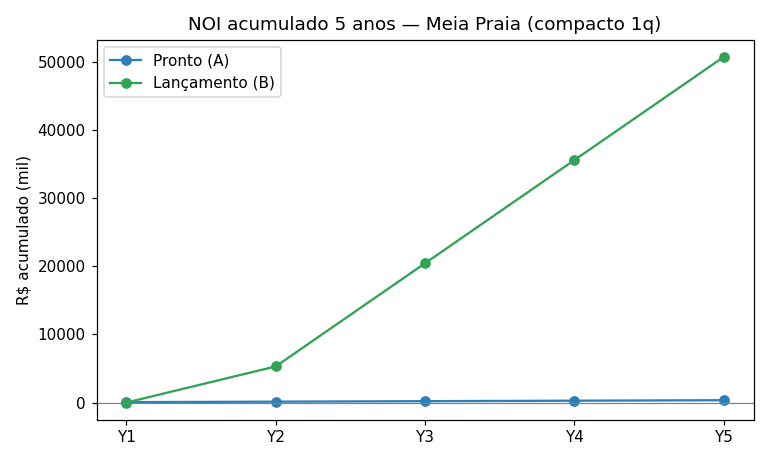 NOI acumulado 5 anos — Meia Praia (compacto 1q)
Pronto (A)
Lançamento (B)
R$ acumulado (mil)
50000
40000
30000
20000
10000
0
Y1 Y2 Y3 Y4 Y5